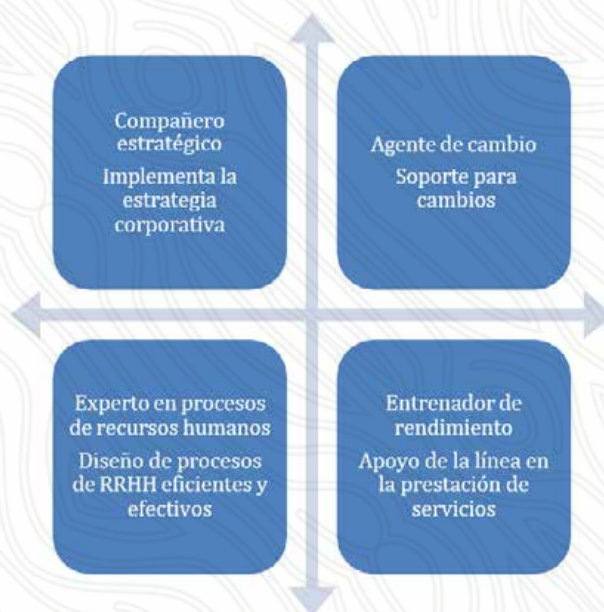 Compañero
estratégico
Implementa la
estrategia
corporativa
Agente de cambio
Soporte para
cambios
Experto en procesos
de recursos humanos
Diseño de procesos
de RRHH eficientes y
efectivos
Entrenador de
rendimiento
Apoyo de la línea en
la prestación de
servicios